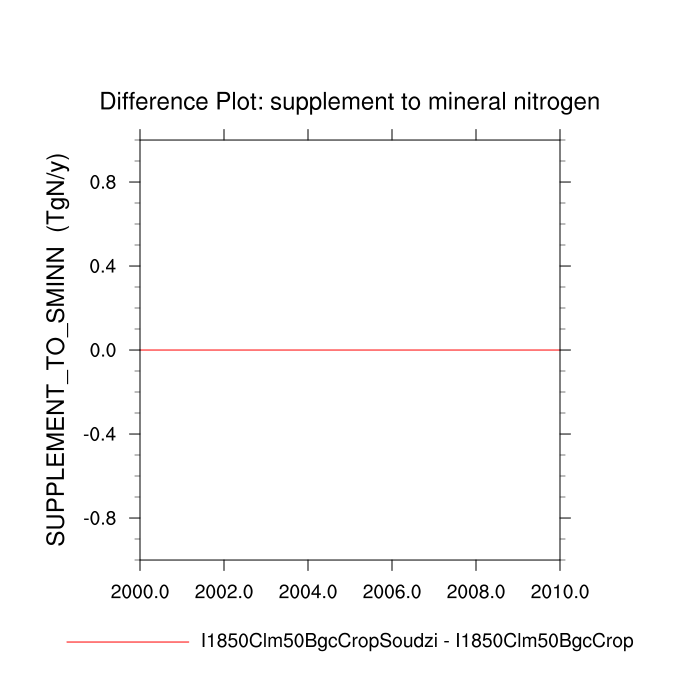 Difference Plot: supplement to mineral nitrogen
SUPPLEMENT_TO_SMINN (TgN/y)
0.8
0.4
0.0
-0.4
-0.8
2000.0 2002.0 2004.0 2006.0 2008.0 2010.0
I1850Clm50BgcCropSoudzi - I1850Clm50BgcCrop